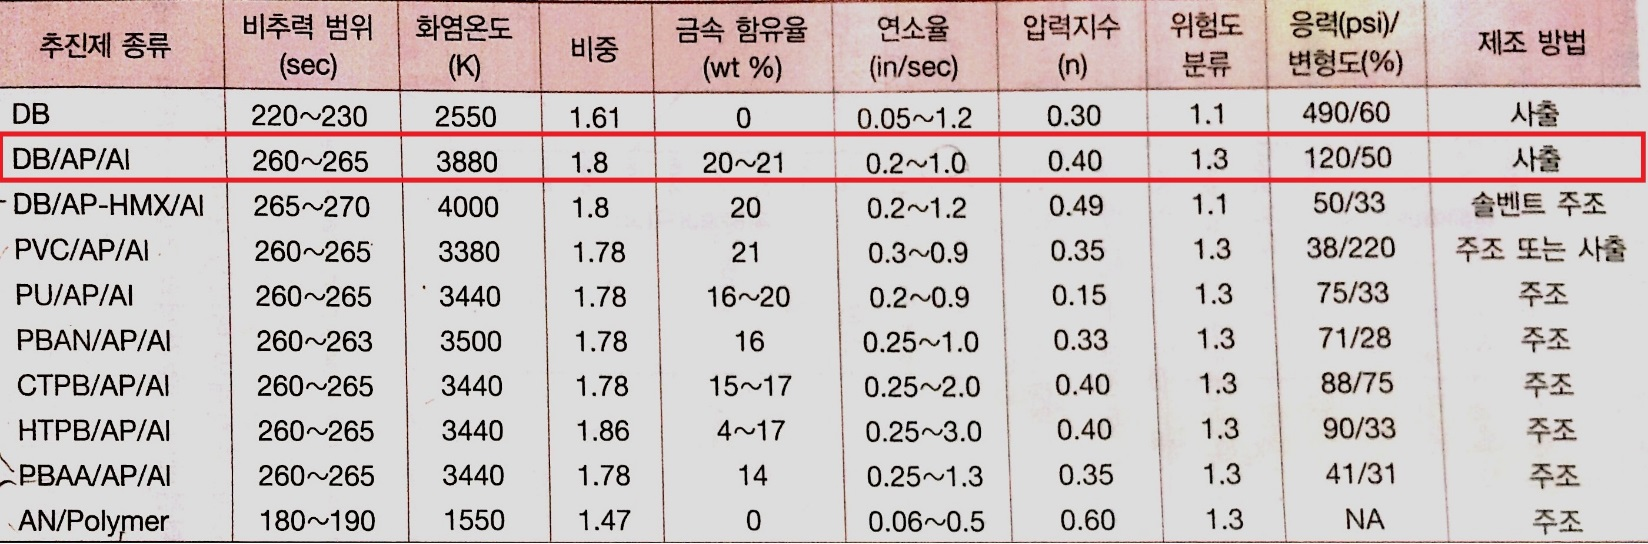 추진제 종류 비추력 범위 (sec) 화염온도 (K) 비중 금속 함유율 (wt %) 연소율 (in/sec) 압력지수 (n) 위험도 분류 응력(psi)/변형도(%) 제조 방법
DB 220~230 2550 1.61 0 0.05~1.2 0.30 1.1 490/60 사출
DB/AP/Al 260~265 3880 1.8 20~21 0.2~1.0 0.40 1.3 120/50 사출
DB/AP-HMX/Al 265~270 4000 1.8 20 0.2~1.2 0.49 1.1 50/33 솔벤트 주조
PVC/AP/Al 260~265 3380 1.78 21 0.3~0.9 0.35 1.3 38/220 주조 또는 사출
PU/AP/Al 260~265 3440 1.78 16~20 0.2~0.9 0.15 1.3 75/33 주조
PBAN/AP/Al 260~263 3500 1.78 16 0.25~1.0 0.33 1.3 71/28 주조
CTPB/AP/Al 260~265 3440 1.78 15~17 0.25~2.0 0.40 1.3 88/75 주조
HTPB/AP/Al 260~265 3440 1.86 4~17 0.25~3.0 0.40 1.3 90/33 주조
PBAA/AP/Al 260~265 3440 1.78 14 0.25~1.3 0.35 1.3 41/31 주조
AN/Polymer 180~190 1550 1.47 0 0.06~0.5 0.60 1.3 NA 주조